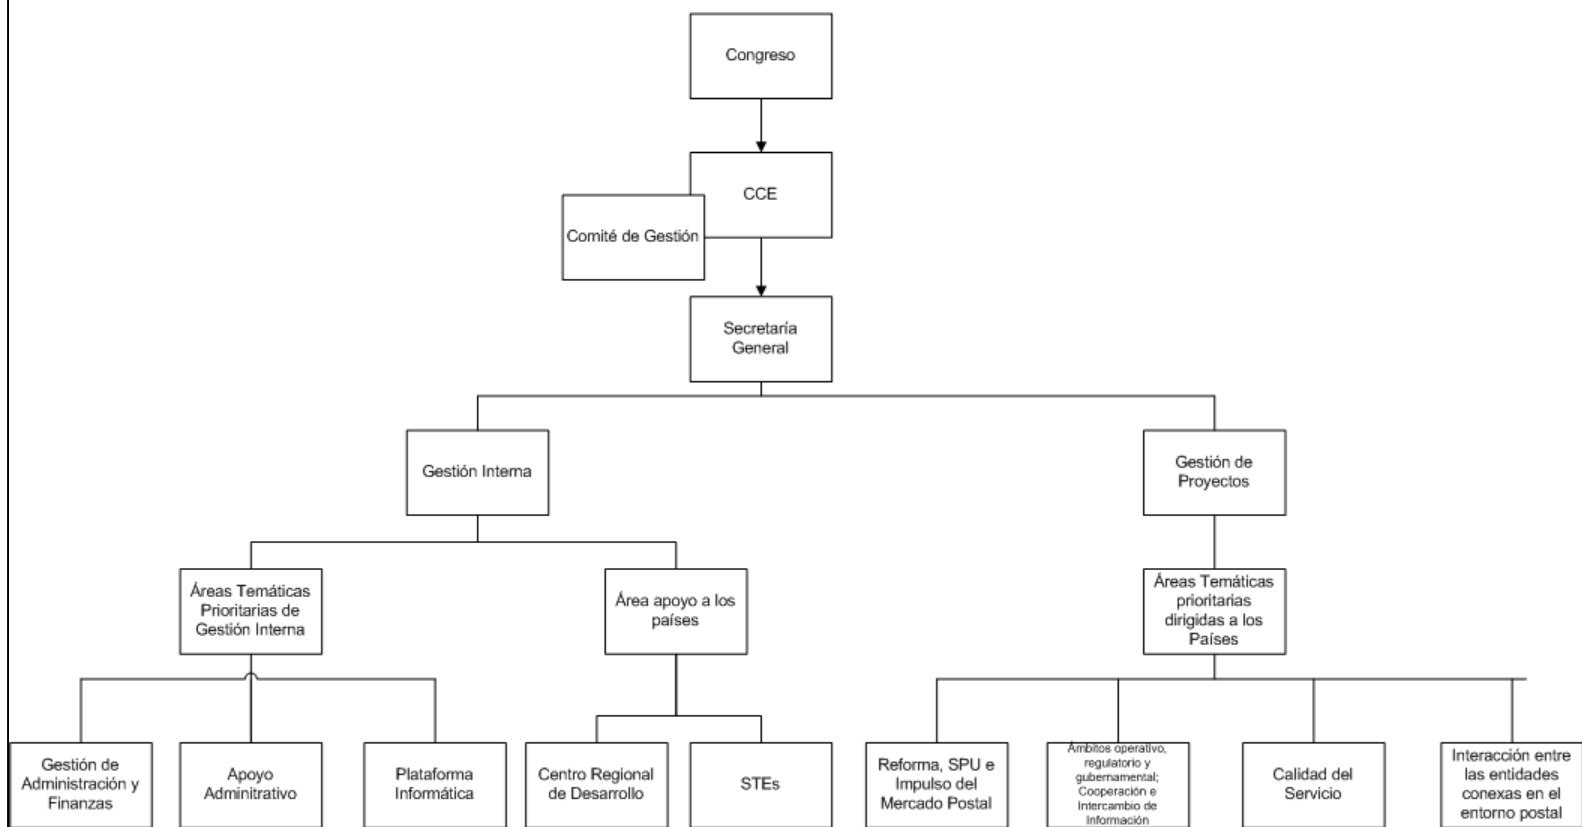 Congreso
CCE
Comité de Gestión
Secretaría
General
Gestión Interna
Gestión de
Proyectos
Áreas Temáticas
Prioritarias de
Gestión Interna
Área apoyo a los
países
Áreas Temáticas
prioritarias
dirigidas a los
Países
Gestión de
Administración y
Finanzas
Apoyo
Adminitrativo
Plataforma
Informática
Centro Regional
de Desarrollo
STEs
Reforma, SPU e
Impulso del
Mercado Postal
Ámbitos operativo,
regulatorio y
gubernamental;
Cooperación e
Intercambio de
Información
Calidad del
Servicio
Interacción entre
las entidades
conexas en el
entorno postal